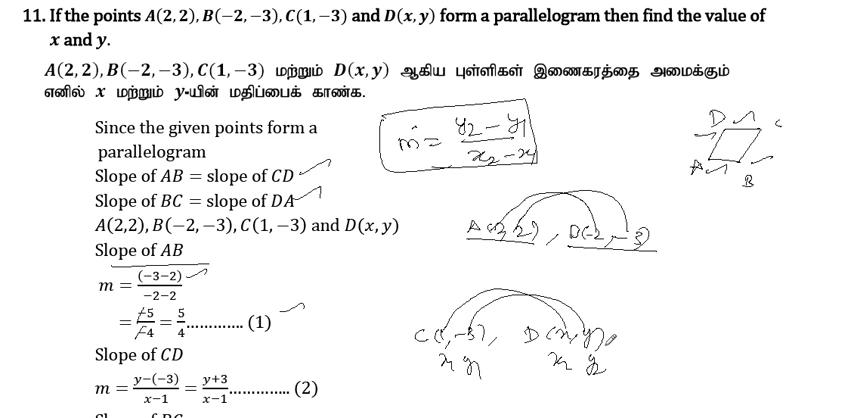 11. If the points A(2, 2), B(−2, −3), C(1, −3) and D(x, y) form a parallelogram then find the value of
x and y.
A(2, 2), B(−2, −3), C(1, −3) மற்றும் D(x, y) ஆகிய புள்ளிகள் இணைகரத்தை அமைக்கும்
எனில் x மற்றும் y-யின் மதிப்பைக் காண்க.
Since the given points form a
parallelogram
Slope of AB = slope of CD
Slope of BC = slope of DA
A(2,2), B(−2, −3), C(1, −3) and D(x, y)
Slope of AB
m = (−3−2)/−2−2
= −5/−4 = 5/4 ............. (1)
Slope of CD
m = y−(−3)/x−1 = y+3/x−1 .............. (2)
m = y₂ − y₁
x₂ − x₁
D C
A B
A(2, 2), B(-2, -3)
C(1, -3), D(x, y)
x₁ y₁ x₂ y₂